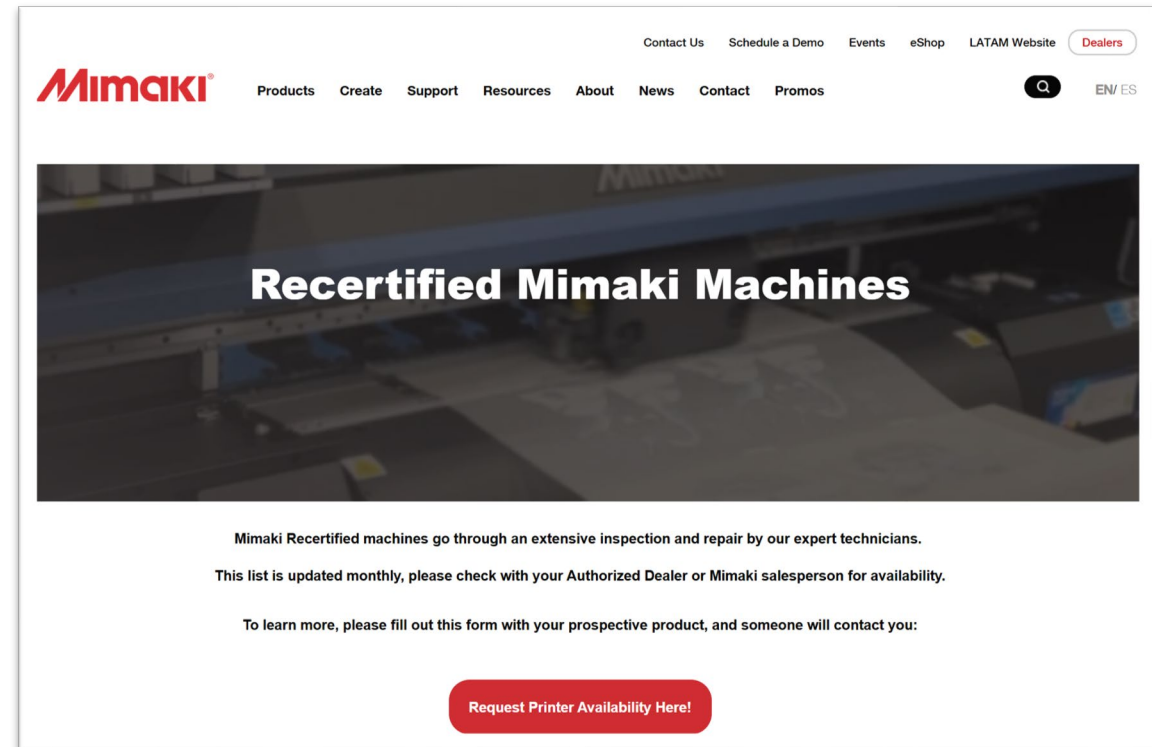 Contact Us Schedule a Demo Events eShop LATAM Website Dealers
Mimaki®
Products Create Support Resources About News Contact Promos
EN/ ES
Mimaki
Recertified Mimaki Machines
Mimaki Recertified machines go through an extensive inspection and repair by our expert technicians.
This list is updated monthly, please check with your Authorized Dealer or Mimaki salesperson for availability.
To learn more, please fill out this form with your prospective product, and someone will contact you:
Request Printer Availability Here!